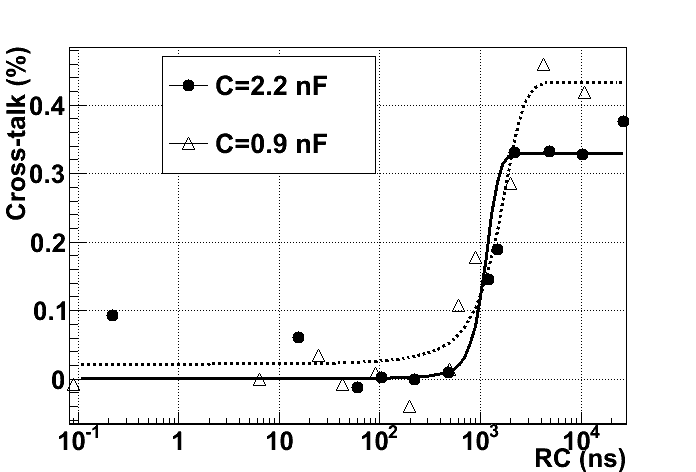 Cross-talk (%)
C=2.2 nF
C=0.9 nF
0.4
0.3
0.2
0.1
0
10⁻¹ 1 10 10² 10³ 10⁴
RC (ns)